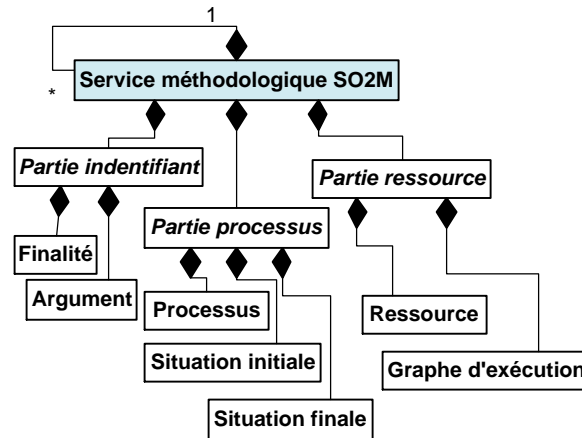 1
Service méthodologique SO2M
*
Partie indentifiant
Partie ressource
Partie processus
Finalité
Argument
Processus
Ressource
Situation initiale
Graphe d'exécution
Situation finale